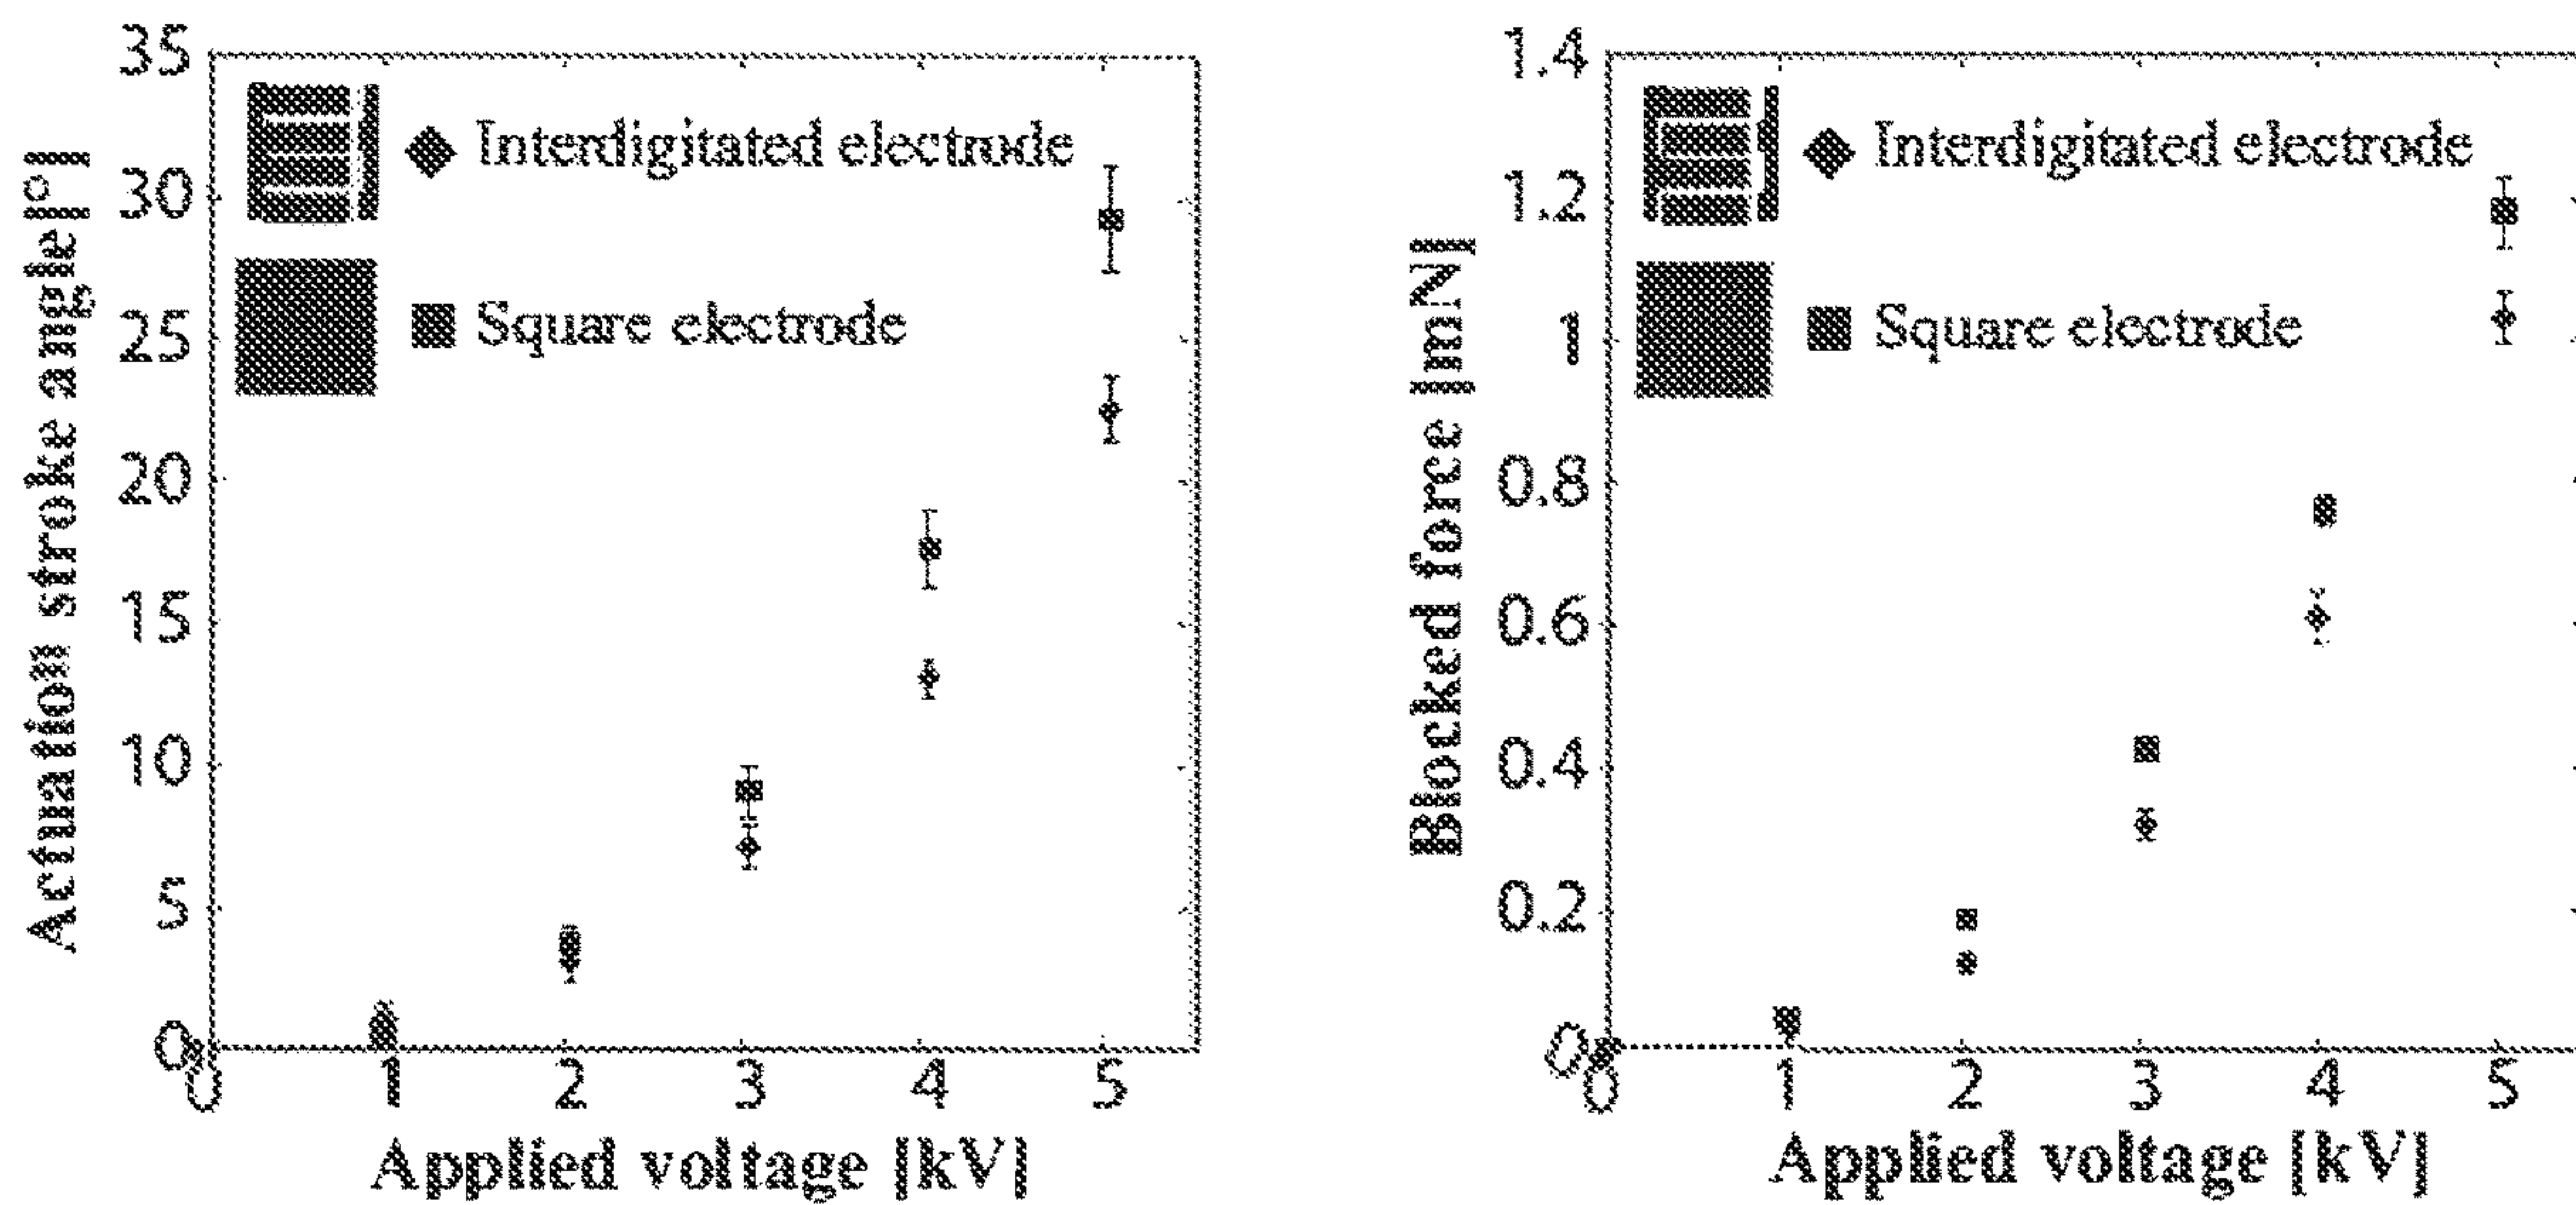 Actuation stroke angle[°]
35
30
25
20
15
10
5
0
Interdigitated electrode
Square electrode
0 1 2 3 4 5
Applied voltage [kV]
Blocked force [mN]
1.4
1.2
1
0.8
0.6
0.4
0.2
0
Interdigitated electrode
Square electrode
0 1 2 3 4 5
Applied voltage [kV]